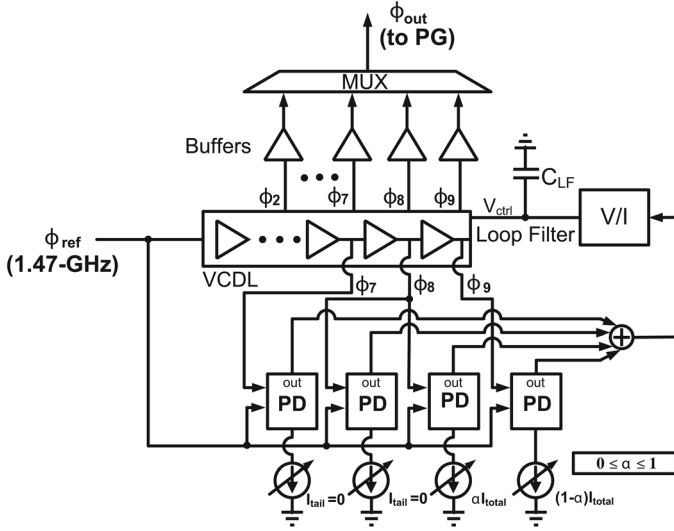 ϕout
(to PG)
MUX
Buffers
ϕ2 ϕ7 ϕ8 ϕ9
CLF
Vctrl
V/I
Loop Filter
ϕref
(1.47-GHz)
VCDL
ϕ7 ϕ8 ϕ9
out out out out
PD PD PD PD
0 ≤ α ≤ 1
Itail=0 Itail=0 αItotal (1-α)Itotal